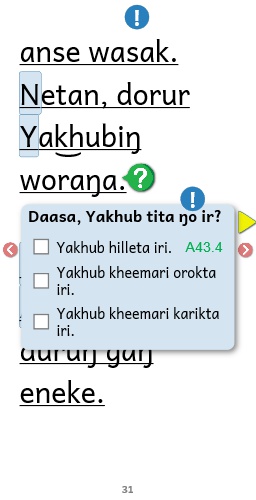 anse wasak.
Netan, dorur
Yakhubiŋ
woraŋa.
Daasa, Yakhub tita ŋo ir?
Yakhub hilleta iri. A43.4
Yakhub kheemari orokta
iri.
Yakhub kheemari karikta
iri.
duruŋ gaŋ
eneke.
31